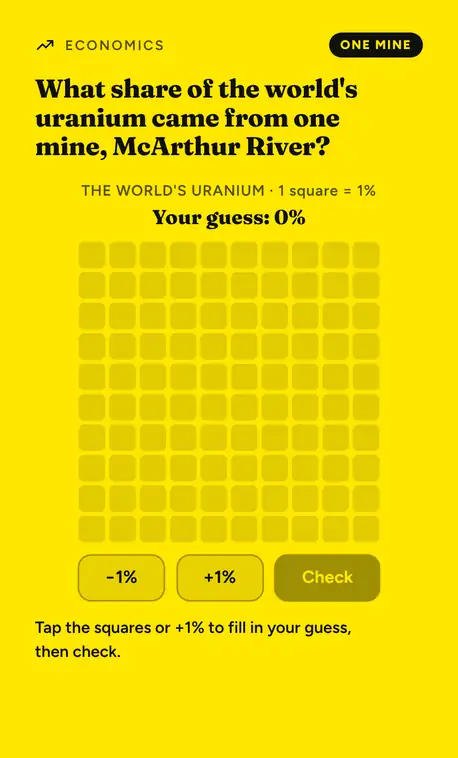 ECONOMICS
ONE MINE
What share of the world's
uranium came from one
mine, McArthur River?
THE WORLD'S URANIUM · 1 square = 1%
Your guess: 0%
−1%
+1%
Check
Tap the squares or +1% to fill in your guess,
then check.